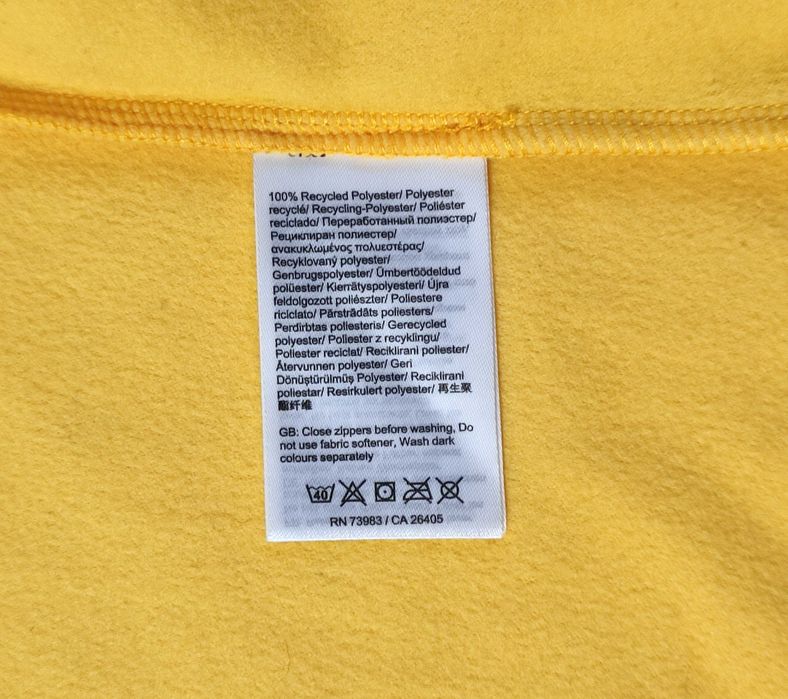 100% Recycled Polyester/ Polyester
recyclé/ Recycling-Polyester/ Poliéster
reciclado/ Переработанный полиэстер/
Рециклиран полиестер/
ανακυκλωμένος πολυεστέρας/
Recyklovaný polyester/
Genbrugspolyester/ Ümbertöödeldud
polüester/ Kierrätyspolyesteri/ Újra
feldolgozott poliészter/ Poliestere
riciclato/ Pārstrādāts poliesters/
Perdirbtas poliesteris/ Gerecycled
polyester/ Poliester z recyklingu/
Poliester reciclat/ Reciklirani poliester/
Återvunnen polyester/ Geri
Dönüştürülmüş Polyester/ Reciklirani
poliestar/ Resirkulert polyester/ 再生聚
酯纤维
GB: Close zippers before washing, Do
not use fabric softener, Wash dark
colours separately
40
RN 73983 / CA 26405